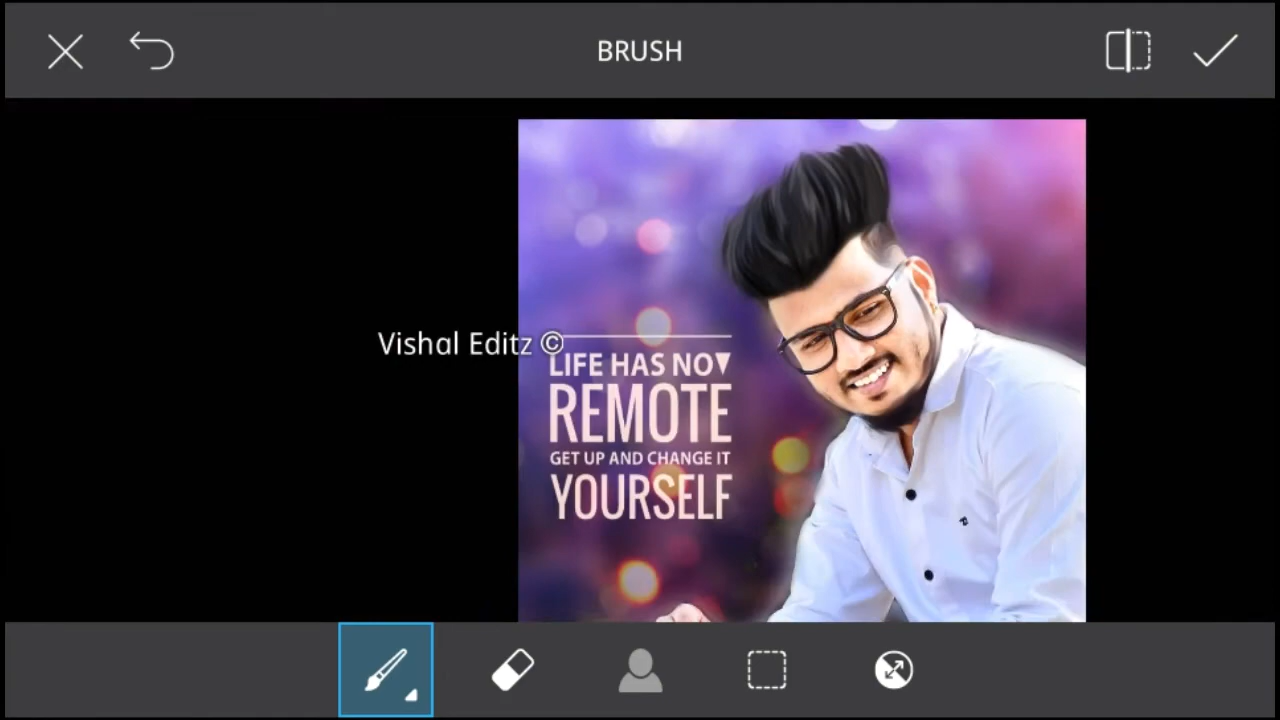 BRUSH
Vishal Editz ©
LIFE HAS NO
REMOTE
GET UP AND CHANGE IT
YOURSELF